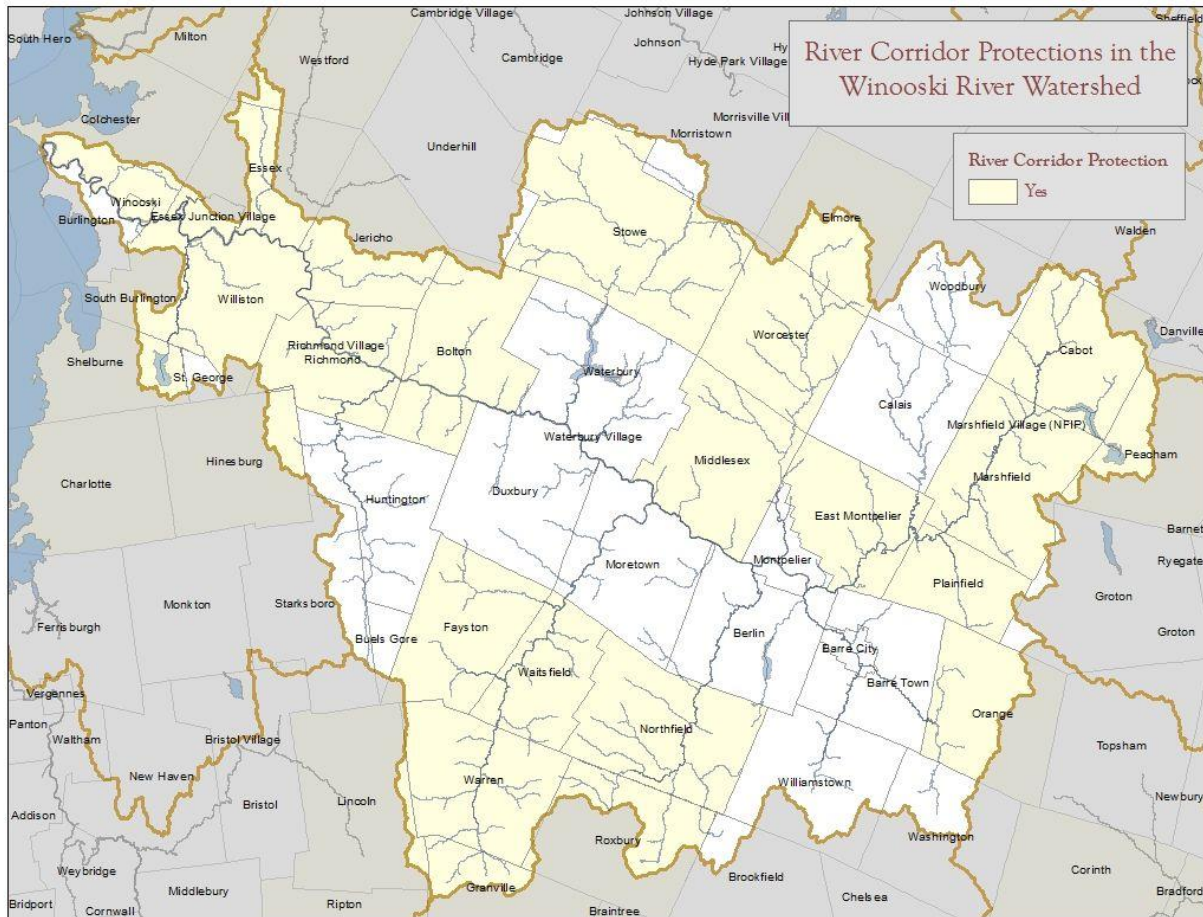 River Corridor Protections in the
Winooski River Watershed
River Corridor Protection
Yes
Cambridge Village
Johnson Village
Sheffield
South Hero
Milton
Westford
Cambridge
Johnson
Hyde Park Village
Hy
Colchester
Underhill
Morrisville Vill
Morristown
Essex
Winooski
Essex Junction Village
Burlington
Jericho
Stowe
Elmore
Walden
Woodbury
South Burlington
Williston
Danville
Worcester
Cabot
Richmond Village
Richmond
Bolton
Shelburne
St. George
Waterbury
Calais
Marshfield Village (NPIP)
Waterbury Village
Peacham
Middlesex
Marshfield
Hinesburg
Charlotte
Huntington
Duxbury
East Montpelier
Barnet
Ryegate
Moretown
Montpelier
Plainfield
Groton
Monkton
Starksboro
Ferrisburgh
Buels Gore
Fayston
Berlin
Barre City
Groton
Waitsfield
Barre Town
Vergennes
Panton
Waltham
Bristol Village
Northfield
Orange
Topsham
New Haven
Warren
Williamstown
Newbury
Addison
Bristol
Lincoln
Washington
Roxbury
Weybridge
Granville
Brookfield
Corinth
Bridport
Middlebury
Cornwall
Ripton
Braintree
Chelsea
Bradford